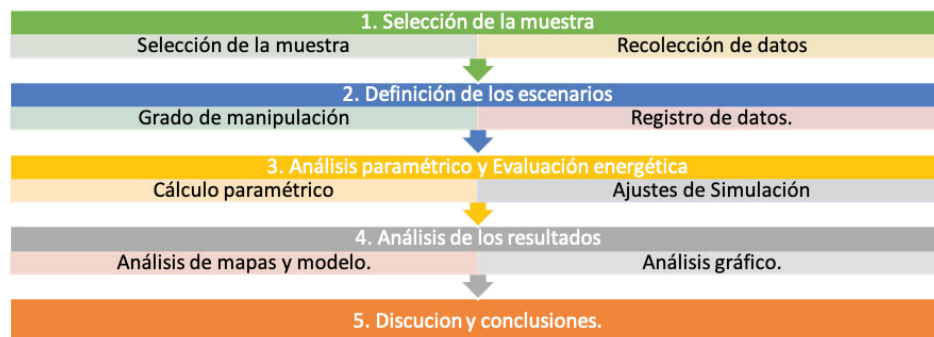 1. Selección de la muestra
Selección de la muestra
Recolección de datos
2. Definición de los escenarios
Grado de manipulación
Registro de datos.
3. Análisis paramétrico y Evaluación energética
Cálculo paramétrico
Ajustes de Simulación
4. Análisis de los resultados
Análisis de mapas y modelo.
Análisis gráfico.
5. Discucion y conclusiones.